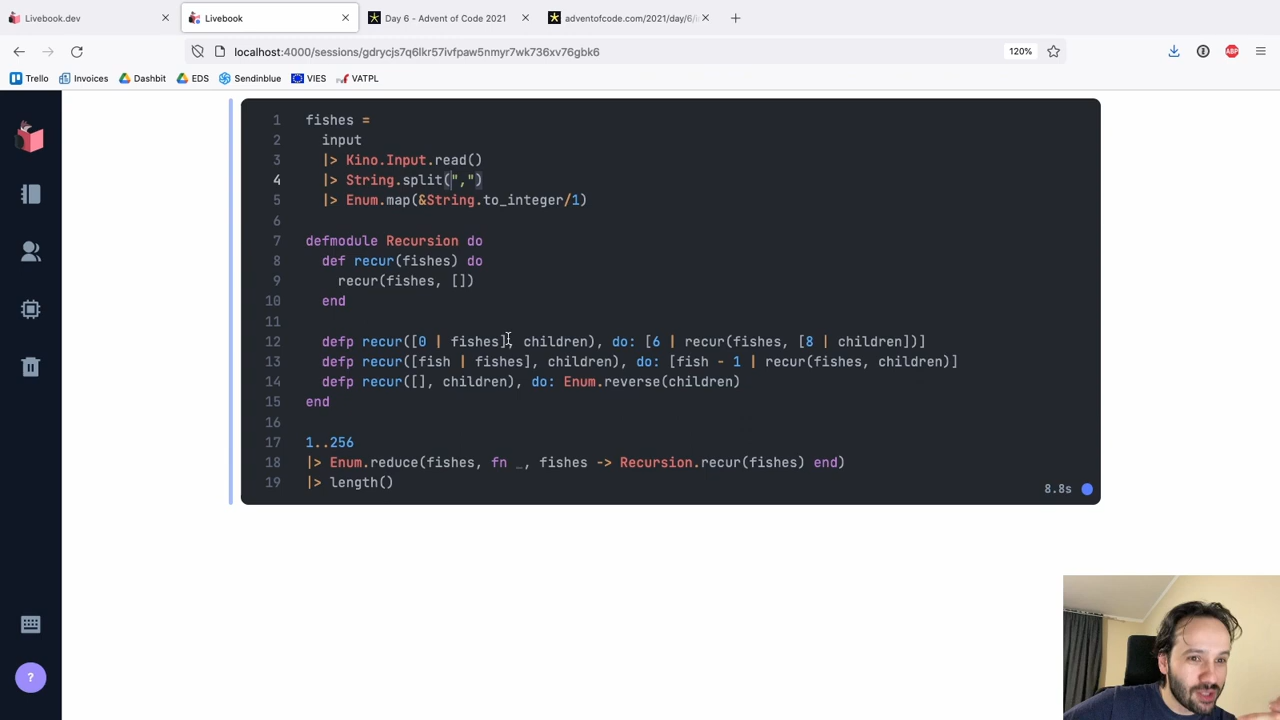 Livebook.dev
Livebook
Day 6 - Advent of Code 2021
adventofcode.com/2021/day/6/
localhost:4000/sessions/gdrycjs7q6lkr57ivfpaw5nmyr7wk736xv76gbk6
120%
ABP
Trello
Invoices
Dashbit
EDS
Sendinblue
VIES
VATPL
1 fishes =
2 input
3 |> Kino.Input.read()
4 |> String.split(",")
5 |> Enum.map(&String.to_integer/1)
6
7 defmodule Recursion do
8 def recur(fishes) do
9 recur(fishes, [])
10 end
11
12 defp recur([0 | fishes], children), do: [6 | recur(fishes, [8 | children])]
13 defp recur([fish | fishes], children), do: [fish - 1 | recur(fishes, children)]
14 defp recur([], children), do: Enum.reverse(children)
15 end
16
17 1..256
18 |> Enum.reduce(fishes, fn _, fishes -> Recursion.recur(fishes) end)
19 |> length()
8.8s
?